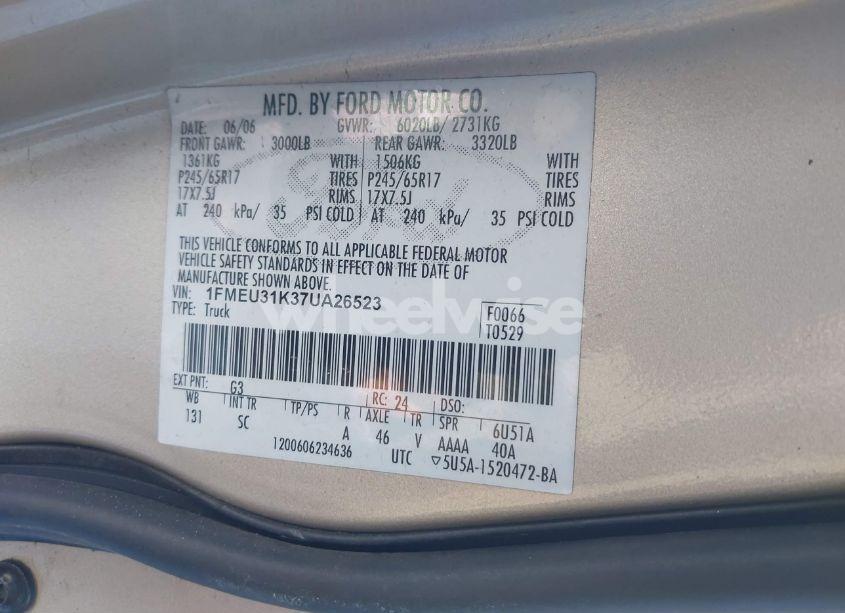 MFD. BY FORD MOTOR CO.
DATE: 06/06 GVWR: 6020LB/ 2731KG
FRONT GAWR: 3000LB REAR GAWR: 3320LB
1361KG WITH 1506KG WITH
P245/65R17 TIRES P245/65R17 TIRES
17X7.5J RIMS 17X7.5J RIMS
AT 240 kPa/ 35 PSI COLD AT 240 kPa/ 35 PSI COLD
THIS VEHICLE CONFORMS TO ALL APPLICABLE FEDERAL MOTOR
VEHICLE SAFETY STANDARDS IN EFFECT ON THE DATE OF
MANUFACTURE SHOWN ABOVE.
VIN: 1FMEU31K37UA26523
TYPE: Truck
F0066
T0529
wheelwise
EXT PNT: G3 RC: 24 DSO:
WB INT TR TP/PS R AXLE TR SPR 6U51A
131 SC A 46 V AAAA 40A
1200606234636 UTC ▽5U5A-1520472-BA